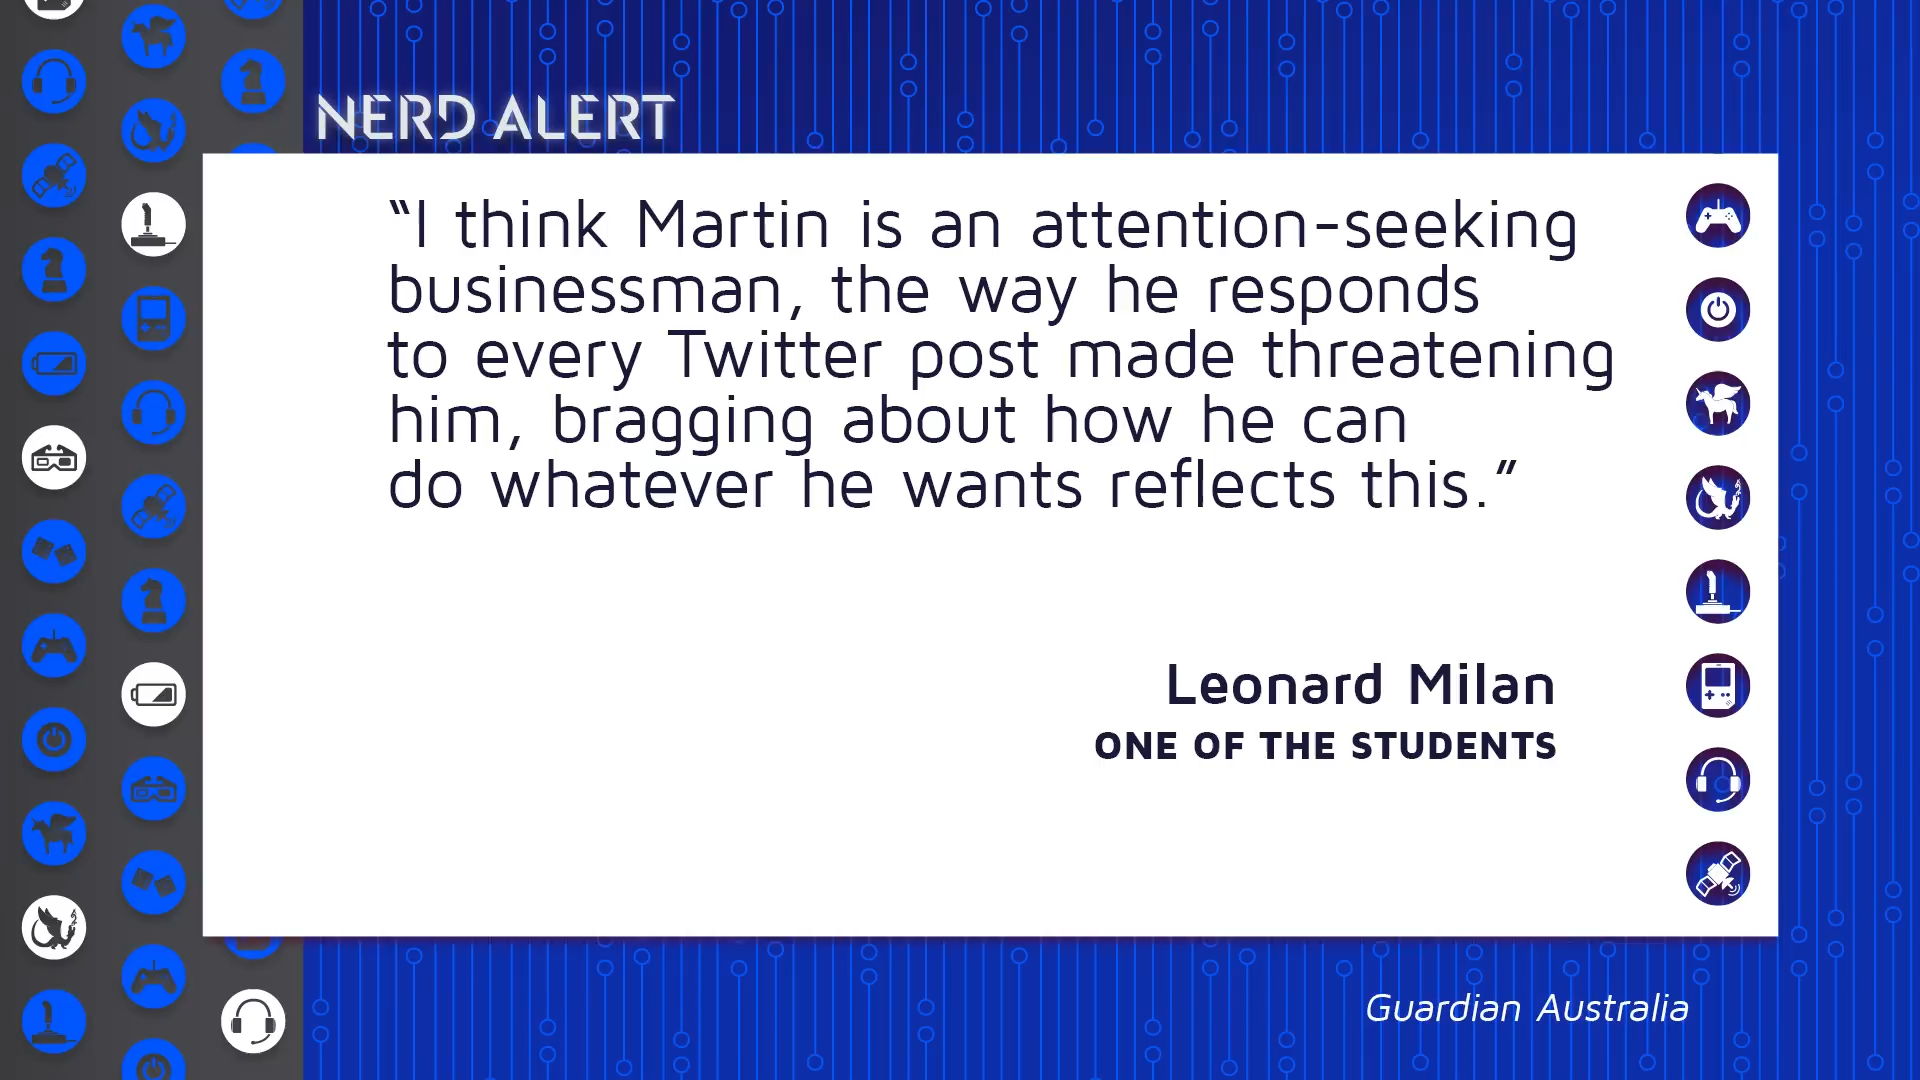 NERD ALERT
“I think Martin is an attention-seeking
businessman, the way he responds
to every Twitter post made threatening
him, bragging about how he can
do whatever he wants reflects this.”
Leonard Milan
ONE OF THE STUDENTS
Guardian Australia